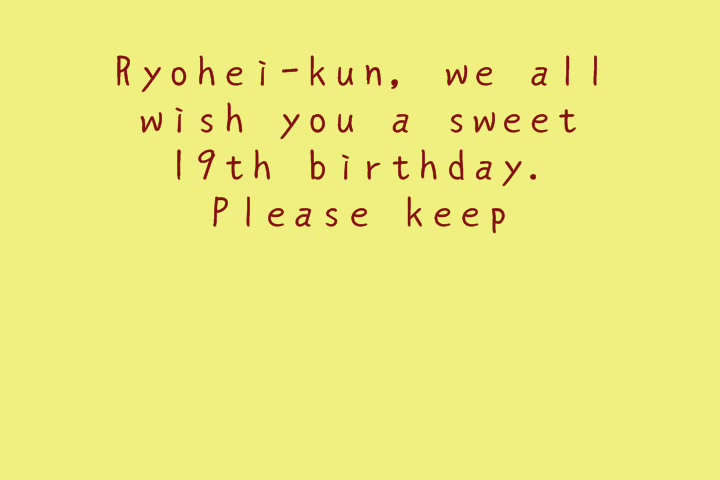 Ryohei-kun, we all
wish you a sweet
19th birthday.
Please keep